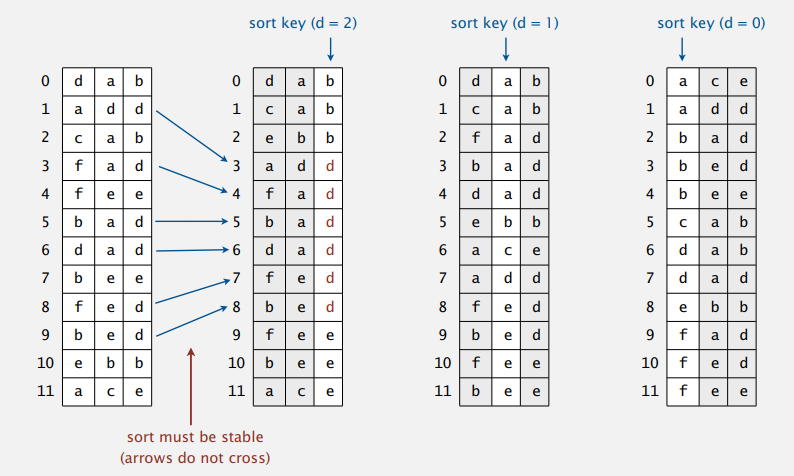 sort key (d = 2) sort key (d = 1) sort key (d = 0)
0 d a b 0 d a b 0 d a b 0 a c e
1 a d d 1 c a b 1 c a b 1 a d d
2 c a b 2 e b b 2 f a d 2 b a d
3 f a d 3 a d d 3 b a d 3 b e d
4 f e e 4 f a d 4 d a d 4 b e e
5 b a d 5 b a d 5 e b b 5 c a b
6 d a d 6 d a d 6 a c e 6 d a b
7 b e e 7 f e d 7 a d d 7 d a d
8 f e d 8 b e d 8 f e d 8 e b b
9 b e d 9 f e e 9 b e d 9 f a d
10 e b b 10 b e e 10 f e e 10 f e d
11 a c e 11 a c e 11 b e e 11 f e e
sort must be stable
(arrows do not cross)